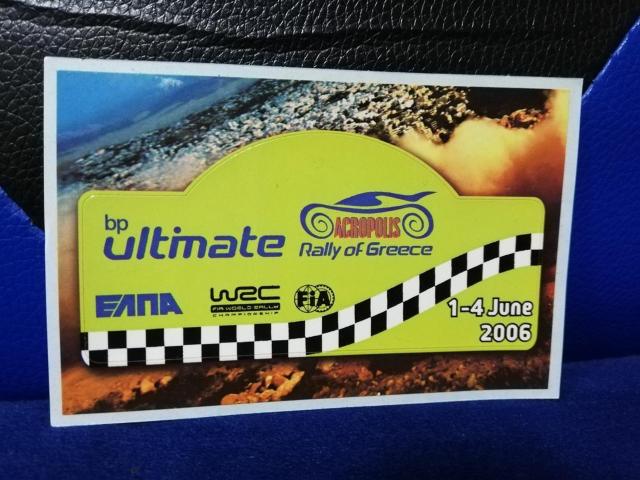 bp
ultimate
ACROPOLIS
Rally of Greece
ΕΛΠΑ
WRC
FIA WORLD RALLY
CHAMPIONSHIP
FIA
1-4 June
2006